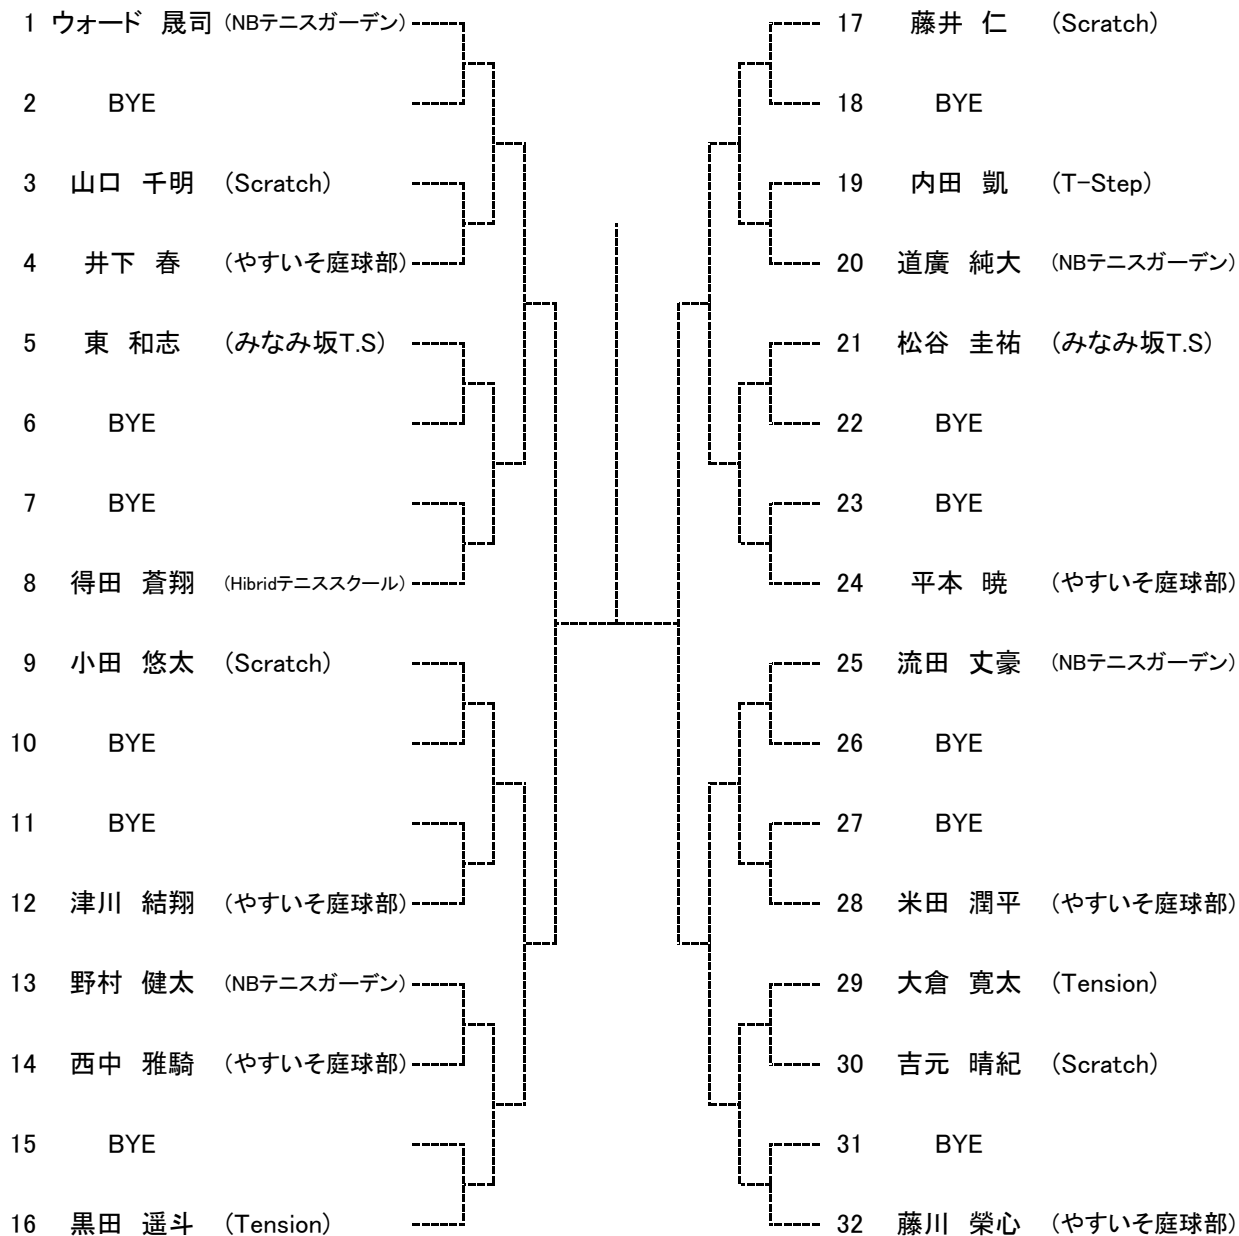 1 ウォード 晟司 (NBテニスガーデン)
2 BYE
3 山口 千明 (Scratch)
4 井下 春 (やすいそ庭球部)
5 東 和志 (みなみ坂T.S)
6 BYE
7 BYE
8 得田 蒼翔 (Hibridテニススクール)
9 小田 悠太 (Scratch)
10 BYE
11 BYE
12 津川 結翔 (やすいそ庭球部)
13 野村 健太 (NBテニスガーデン)
14 西中 雅騎 (やすいそ庭球部)
15 BYE
16 黒田 遥斗 (Tension)
17 藤井 仁 (Scratch)
18 BYE
19 内田 凱 (T-Step)
20 道廣 純大 (NBテニスガーデン)
21 松谷 圭祐 (みなみ坂T.S)
22 BYE
23 BYE
24 平本 暁 (やすいそ庭球部)
25 流田 丈豪 (NBテニスガーデン)
26 BYE
27 BYE
28 米田 潤平 (やすいそ庭球部)
29 大倉 寛太 (Tension)
30 吉元 晴紀 (Scratch)
31 BYE
32 藤川 榮心 (やすいそ庭球部)